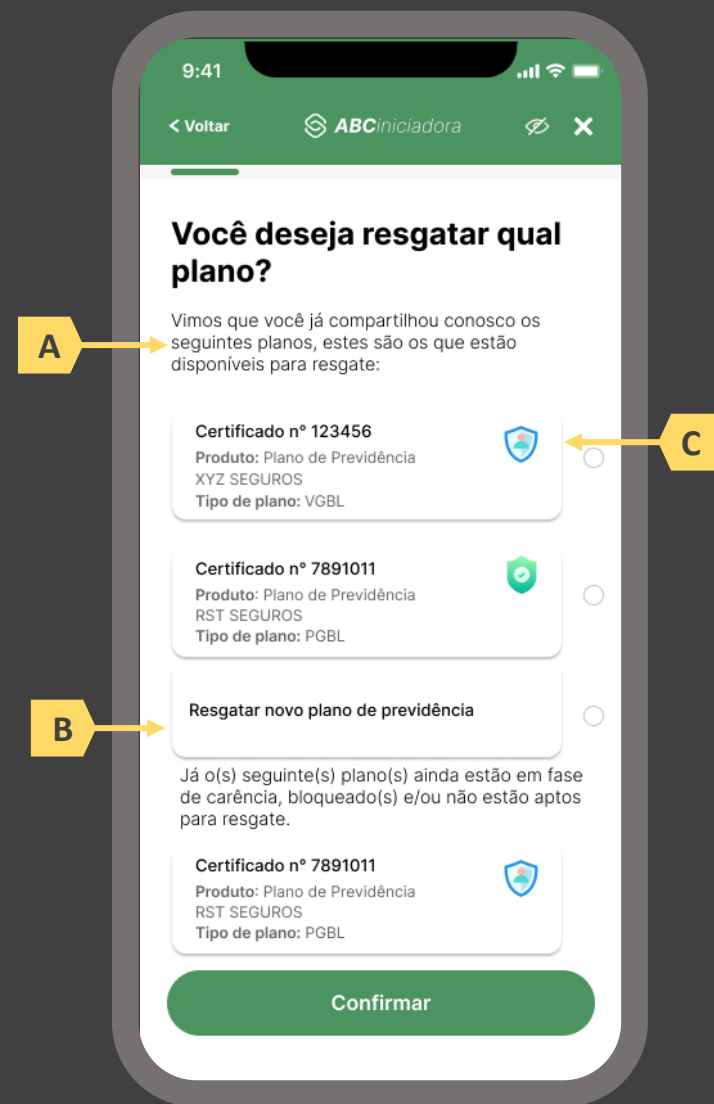 9:41
< Voltar ABCiniciadora
Você deseja resgatar qual
plano?
A
Vimos que você já compartilhou conosco os
seguintes planos, estes são os que estão
disponíveis para resgate:
Certificado n° 123456
C
Produto: Plano de Previdência
XYZ SEGUROS
Tipo de plano: VGBL
Certificado n° 7891011
Produto: Plano de Previdência
RST SEGUROS
Tipo de plano: PGBL
B
Resgatar novo plano de previdência
Já o(s) seguinte(s) plano(s) ainda estão em fase
de carência, bloqueado(s) e/ou não estão aptos
para resgate.
Certificado n° 7891011
Produto: Plano de Previdência
RST SEGUROS
Tipo de plano: PGBL
Confirmar